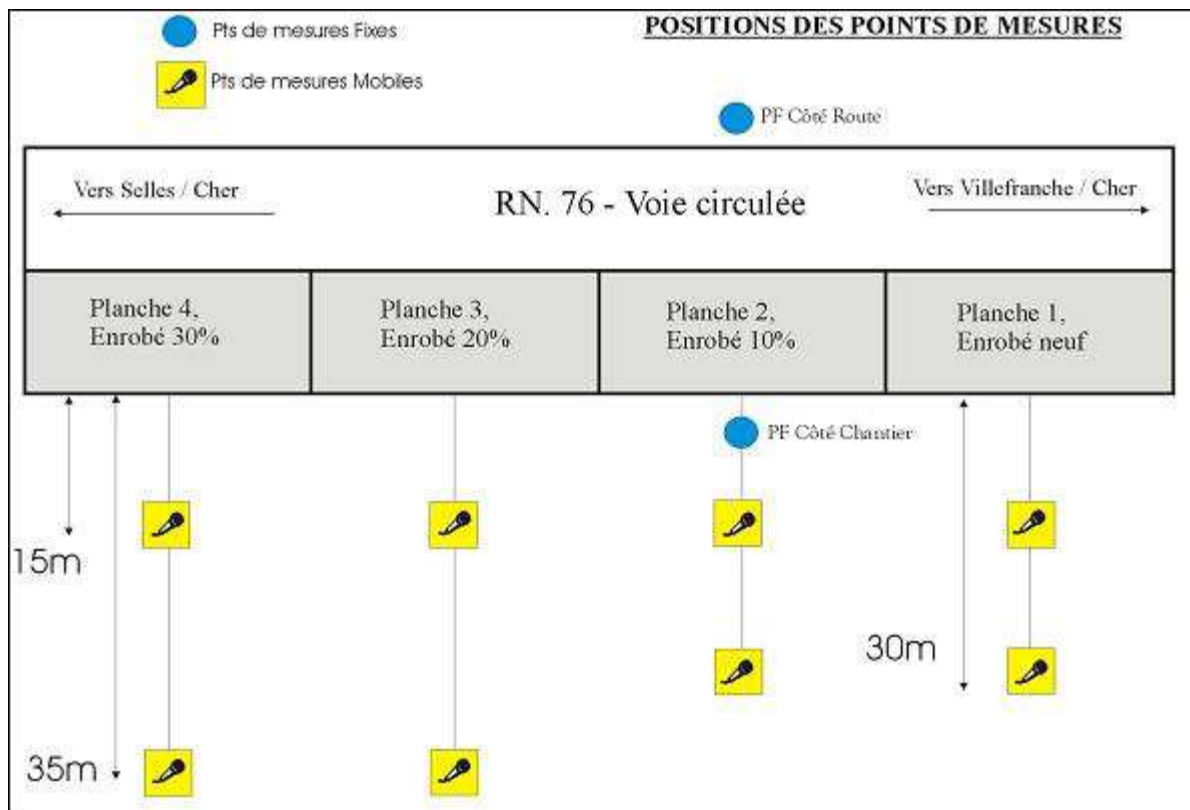 Pts de mesures Fixes
POSITIONS DES POINTS DE MESURES
Pts de mesures Mobiles
PF Côté Route
Vers Selles / Cher
RN. 76 - Voie circulée
Vers Villefranche / Cher
Planche 4,
Enrobé 30%
Planche 3,
Enrobé 20%
Planche 2,
Enrobé 10%
Planche 1,
Enrobé neuf
PF Côté Chantier
15m
30m
35m